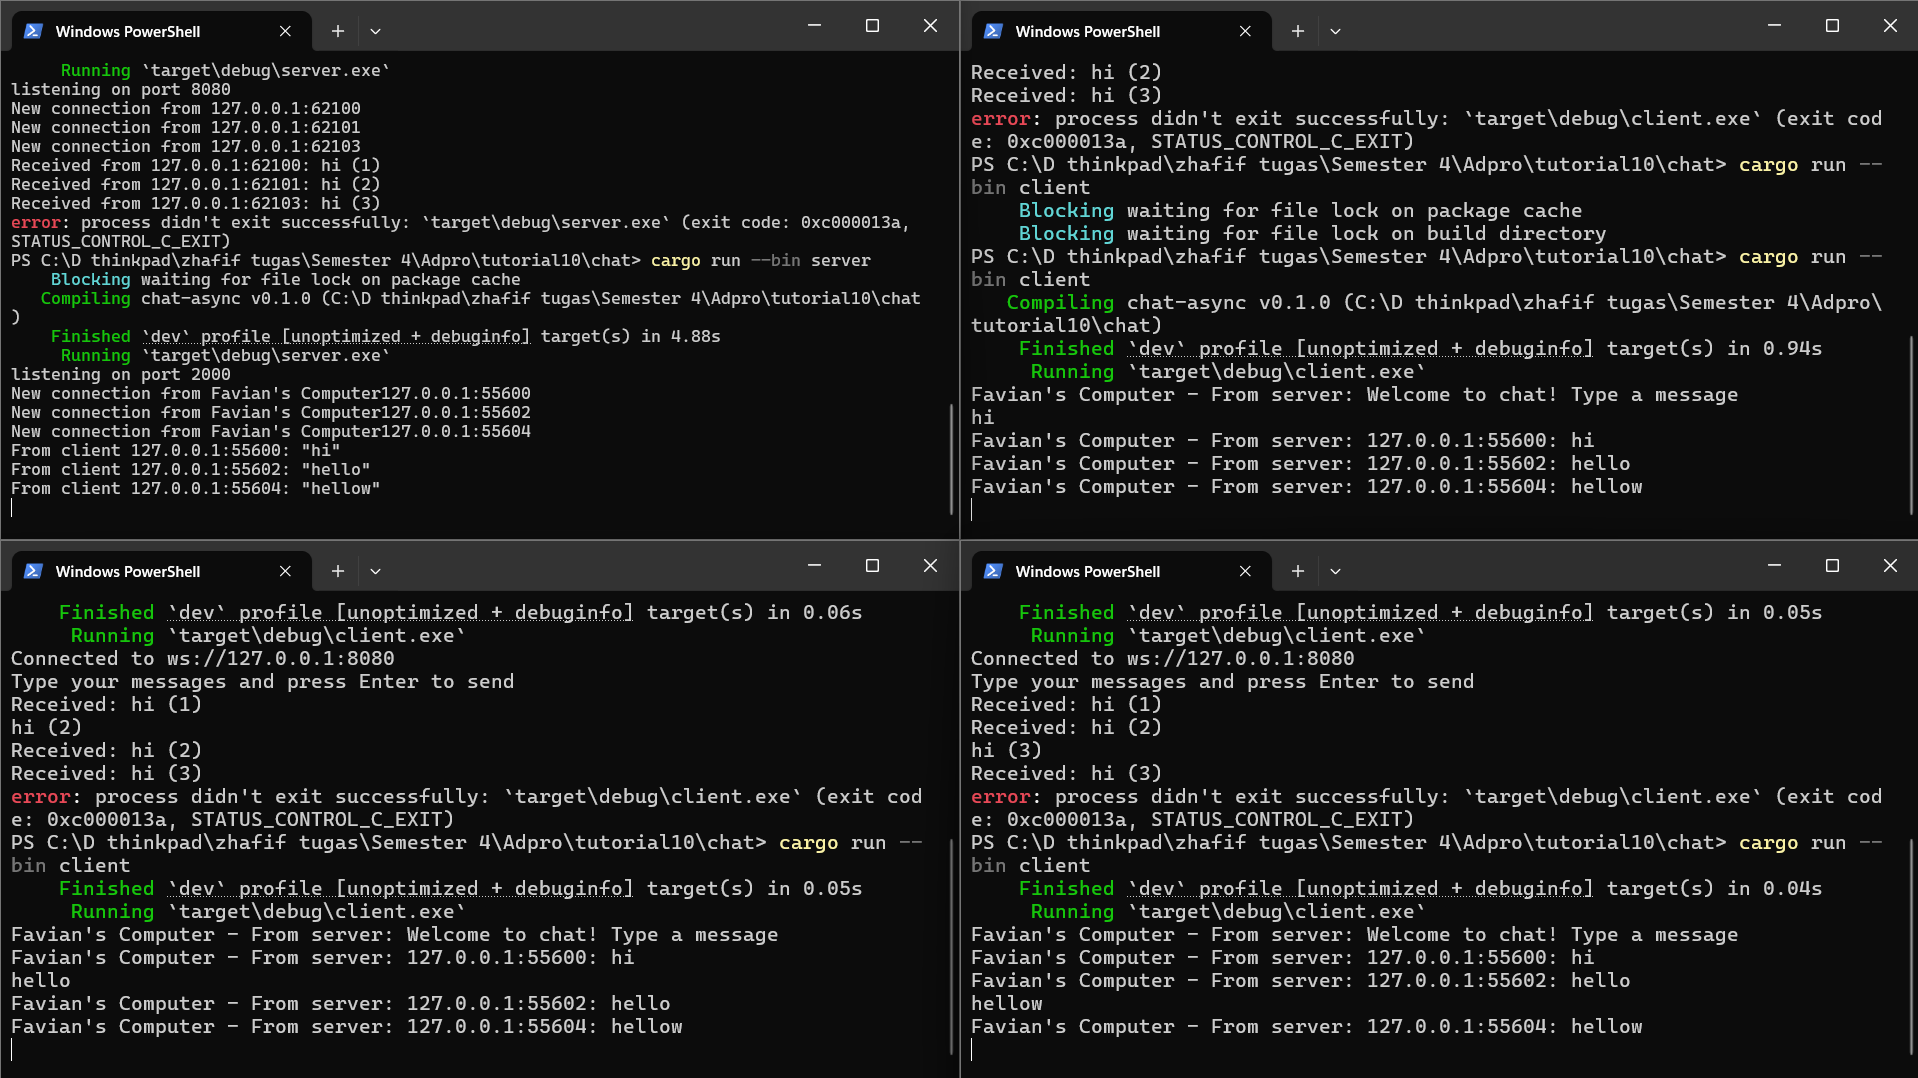 Windows PowerShell
Running `target\debug\server.exe`
listening on port 8080
New connection from 127.0.0.1:62100
New connection from 127.0.0.1:62101
New connection from 127.0.0.1:62103
Received from 127.0.0.1:62100: hi (1)
Received from 127.0.0.1:62101: hi (2)
Received from 127.0.0.1:62103: hi (3)
error: process didn't exit successfully: `target\debug\server.exe` (exit code: 0xc000013a,
STATUS_CONTROL_C_EXIT)
PS C:\D thinkpad\zhafif tugas\Semester 4\Adpro\tutorial10\chat> cargo run --bin server
Blocking waiting for file lock on package cache
Compiling chat-async v0.1.0 (C:\D thinkpad\zhafif tugas\Semester 4\Adpro\tutorial10\chat
)
Finished `dev` profile [unoptimized + debuginfo] target(s) in 4.88s
Running `target\debug\server.exe`
listening on port 2000
New connection from Favian's Computer127.0.0.1:55600
New connection from Favian's Computer127.0.0.1:55602
New connection from Favian's Computer127.0.0.1:55604
From client 127.0.0.1:55600: "hi"
From client 127.0.0.1:55602: "hello"
From client 127.0.0.1:55604: "hellow"
Windows PowerShell
Received: hi (2)
Received: hi (3)
error: process didn't exit successfully: `target\debug\client.exe` (exit cod
e: 0xc000013a, STATUS_CONTROL_C_EXIT)
PS C:\D thinkpad\zhafif tugas\Semester 4\Adpro\tutorial10\chat> cargo run --
bin client
Blocking waiting for file lock on package cache
Blocking waiting for file lock on build directory
PS C:\D thinkpad\zhafif tugas\Semester 4\Adpro\tutorial10\chat> cargo run --
bin client
Compiling chat-async v0.1.0 (C:\D thinkpad\zhafif tugas\Semester 4\Adpro\
tutorial10\chat)
Finished `dev` profile [unoptimized + debuginfo] target(s) in 0.94s
Running `target\debug\client.exe`
Favian's Computer - From server: Welcome to chat! Type a message
hi
Favian's Computer - From server: 127.0.0.1:55600: hi
Favian's Computer - From server: 127.0.0.1:55602: hello
Favian's Computer - From server: 127.0.0.1:55604: hellow
Windows PowerShell
Finished `dev` profile [unoptimized + debuginfo] target(s) in 0.06s
Running `target\debug\client.exe`
Connected to ws://127.0.0.1:8080
Type your messages and press Enter to send
Received: hi (1)
hi (2)
Received: hi (2)
Received: hi (3)
error: process didn't exit successfully: `target\debug\client.exe` (exit cod
e: 0xc000013a, STATUS_CONTROL_C_EXIT)
PS C:\D thinkpad\zhafif tugas\Semester 4\Adpro\tutorial10\chat> cargo run --
bin client
Finished `dev` profile [unoptimized + debuginfo] target(s) in 0.05s
Running `target\debug\client.exe`
Favian's Computer - From server: Welcome to chat! Type a message
Favian's Computer - From server: 127.0.0.1:55600: hi
hello
Favian's Computer - From server: 127.0.0.1:55602: hello
Favian's Computer - From server: 127.0.0.1:55604: hellow
Windows PowerShell
Finished `dev` profile [unoptimized + debuginfo] target(s) in 0.05s
Running `target\debug\client.exe`
Connected to ws://127.0.0.1:8080
Type your messages and press Enter to send
Received: hi (1)
Received: hi (2)
hi (3)
Received: hi (3)
error: process didn't exit successfully: `target\debug\client.exe` (exit cod
e: 0xc000013a, STATUS_CONTROL_C_EXIT)
PS C:\D thinkpad\zhafif tugas\Semester 4\Adpro\tutorial10\chat> cargo run --
bin client
Finished `dev` profile [unoptimized + debuginfo] target(s) in 0.04s
Running `target\debug\client.exe`
Favian's Computer - From server: Welcome to chat! Type a message
Favian's Computer - From server: 127.0.0.1:55600: hi
Favian's Computer - From server: 127.0.0.1:55602: hello
hellow
Favian's Computer - From server: 127.0.0.1:55604: hellow